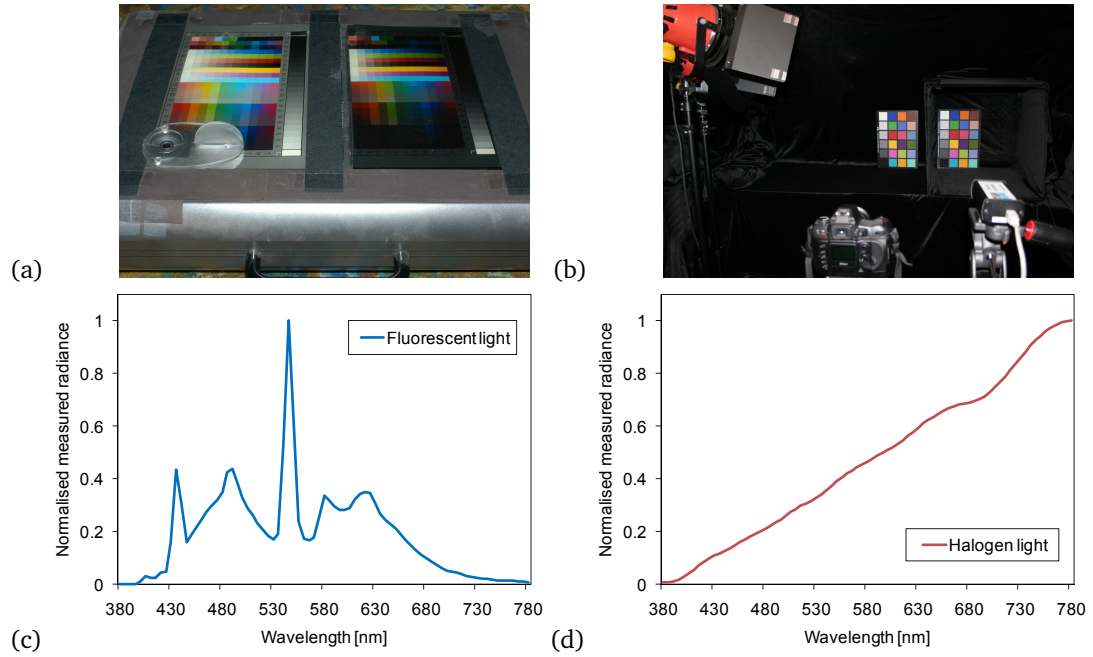 (a)
(b)
Normalised measured radiance
1
0.8
0.6
0.4
0.2
0
Fluorescent light
380 430 480 530 580 630 680 730 780
Wavelength [nm]
(c)
Normalised measured radiance
1
0.8
0.6
0.4
0.2
0
Halogen light
380 430 480 530 580 630 680 730 780
Wavelength [nm]
(d)